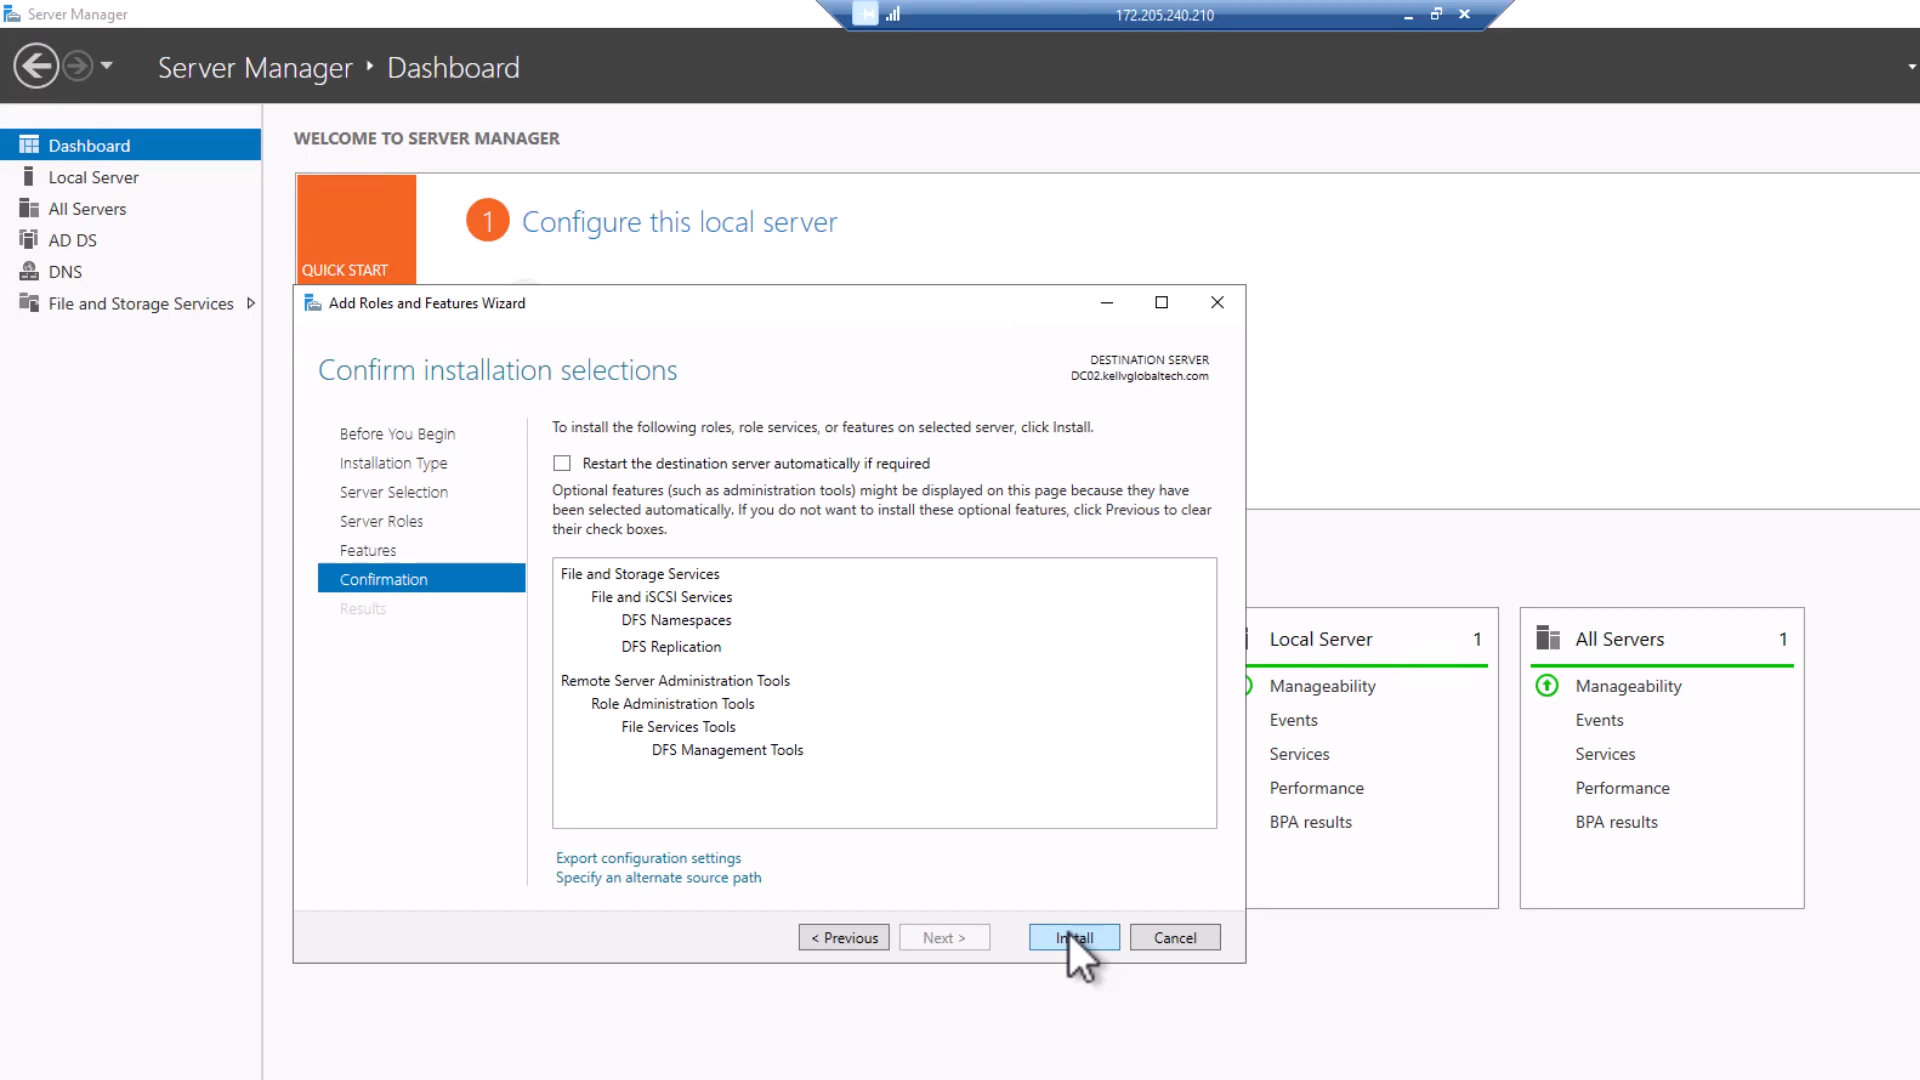 Server Manager
172.205.240.210
Server Manager ‣ Dashboard
Dashboard
Local Server
All Servers
AD DS
DNS
File and Storage Services
WELCOME TO SERVER MANAGER
QUICK START
1 Configure this local server
Add Roles and Features Wizard
Confirm installation selections
DESTINATION SERVER
DC02.kellvglobaltech.com
Before You Begin
Installation Type
Server Selection
Server Roles
Features
Confirmation
Results
To install the following roles, role services, or features on selected server, click Install.
Restart the destination server automatically if required
Optional features (such as administration tools) might be displayed on this page because they have
been selected automatically. If you do not want to install these optional features, click Previous to clear
their check boxes.
File and Storage Services
File and iSCSI Services
DFS Namespaces
DFS Replication
Remote Server Administration Tools
Role Administration Tools
File Services Tools
DFS Management Tools
Export configuration settings
Specify an alternate source path
< Previous
Next >
Install
Cancel
Local Server 1
Manageability
Events
Services
Performance
BPA results
All Servers 1
Manageability
Events
Services
Performance
BPA results